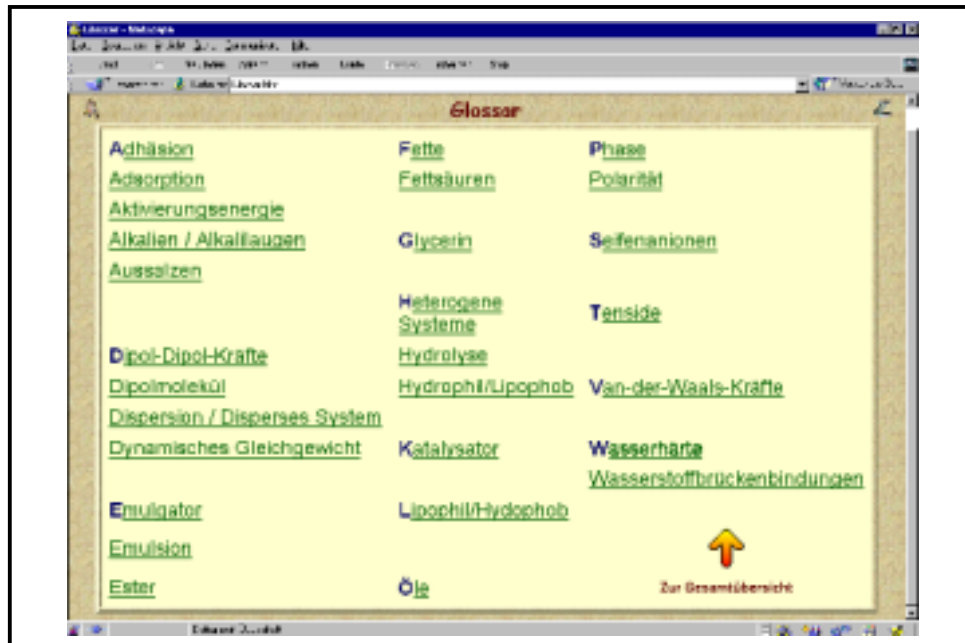 Glossar - Netscape
Glossar
Adhäsion
Adsorption
Aktivierungsenergie
Alkalien / Alkalilaugen
Aussalzen
Dipol-Dipol-Kräfte
Dipolmolekül
Dispersion / Disperses System
Dynamisches Gleichgewicht
Emulgator
Emulsion
Ester
Fette
Fettsäuren
Glycerin
Heterogene
Systeme
Hydrolyse
Hydrophil/Lipophob
Katalysator
Lipophil/Hydophob
Öle
Phase
Polarität
Seifenanionen
Tenside
Van-der-Waals-Kräfte
Wasserhärte
Wasserstoffbrückenbindungen
Zur Gesamtübersicht